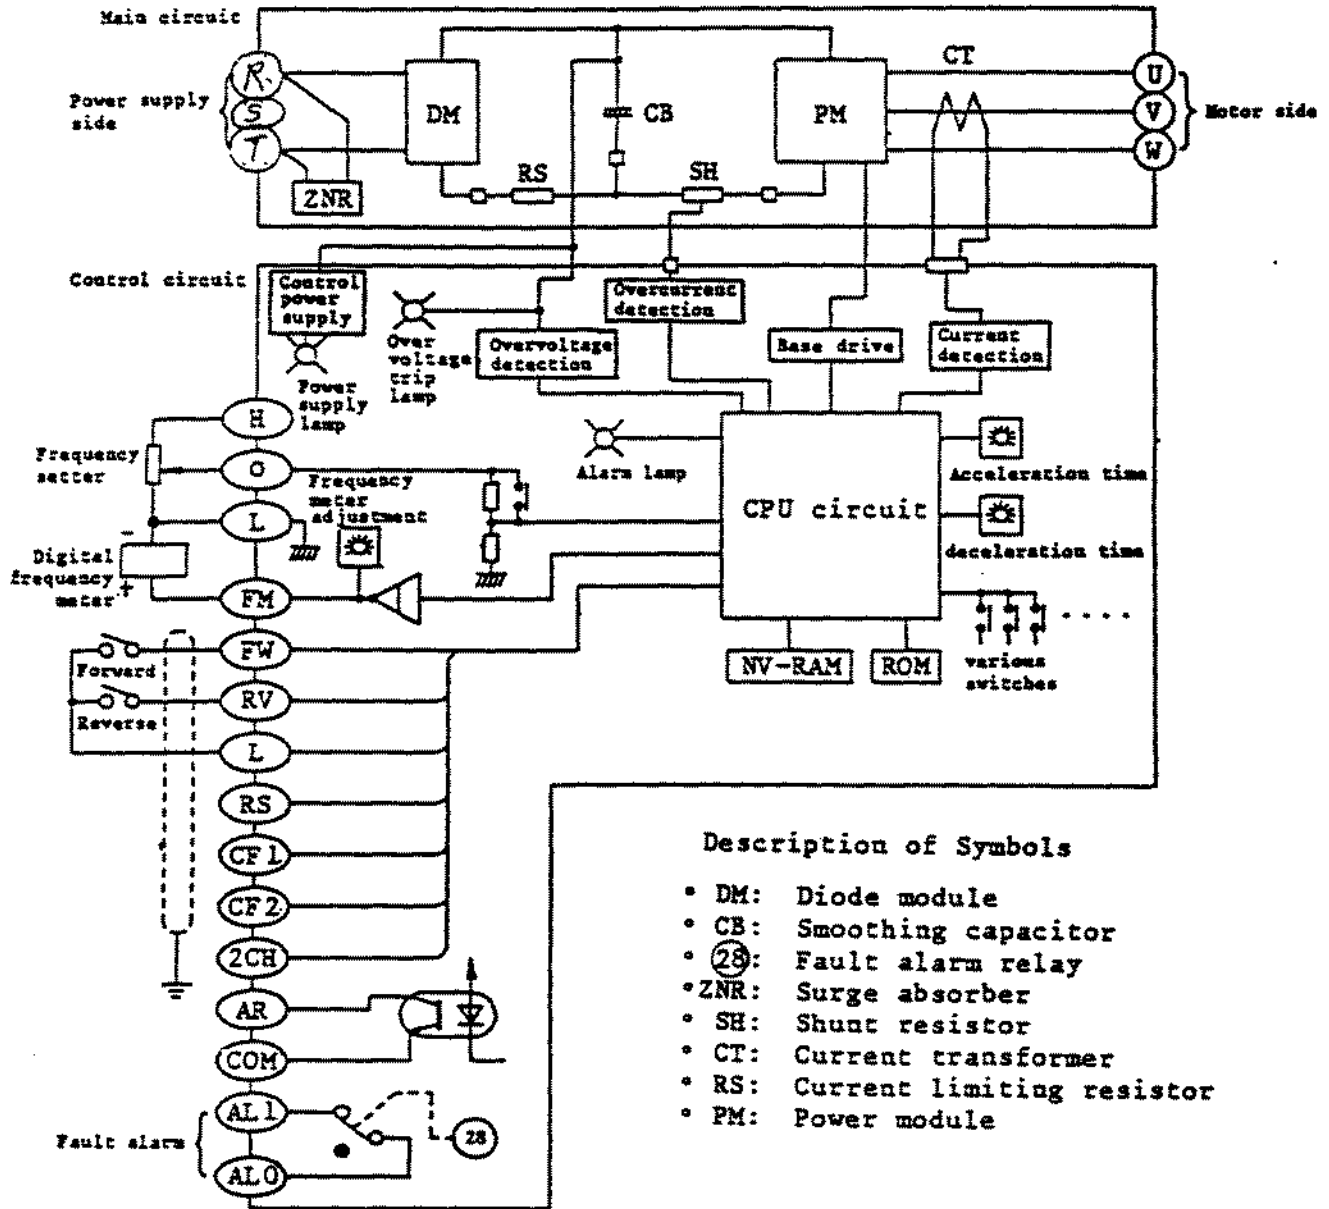 Main circuit
R
S
T
Power supply
side
DM
CB
PM
CT
U
V
W
Motor side
ZNR
RS
SH
Control circuit
Control
power
supply
Power
supply
lamp
Over
voltage
trip
lamp
Overvoltage
detection
Overcurrent
detection
Base drive
Current
detection
Alarm lamp
CPU circuit
Acceleration time
deceleration time
various
switches
NV-RAM
ROM
Frequency
setter
H
O
L
Frequency
meter
adjustment
Digital
frequency
meter
-
+
FM
FW
Forward
RV
Reverse
L
RS
CF1
CF2
2CH
AR
COM
AL1
AL0
Fault alarm
28
Description of Symbols
• DM: Diode module
• CB: Smoothing capacitor
• 28: Fault alarm relay
• ZNR: Surge absorber
• SH: Shunt resistor
• CT: Current transformer
• RS: Current limiting resistor
• PM: Power module